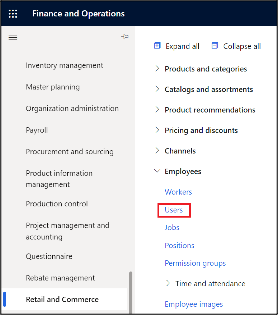 Finance and Operations
Inventory management
Master planning
Organization administration
Payroll
Procurement and sourcing
Product information
management
Production control
Project management and
accounting
Questionnaire
Rebate management
Retail and Commerce
Expand all
Collapse all
Products and categories
Catalogs and assortments
Product recommendations
Pricing and discounts
Channels
Employees
Workers
Users
Jobs
Positions
Permission groups
Time and attendance
Employee images